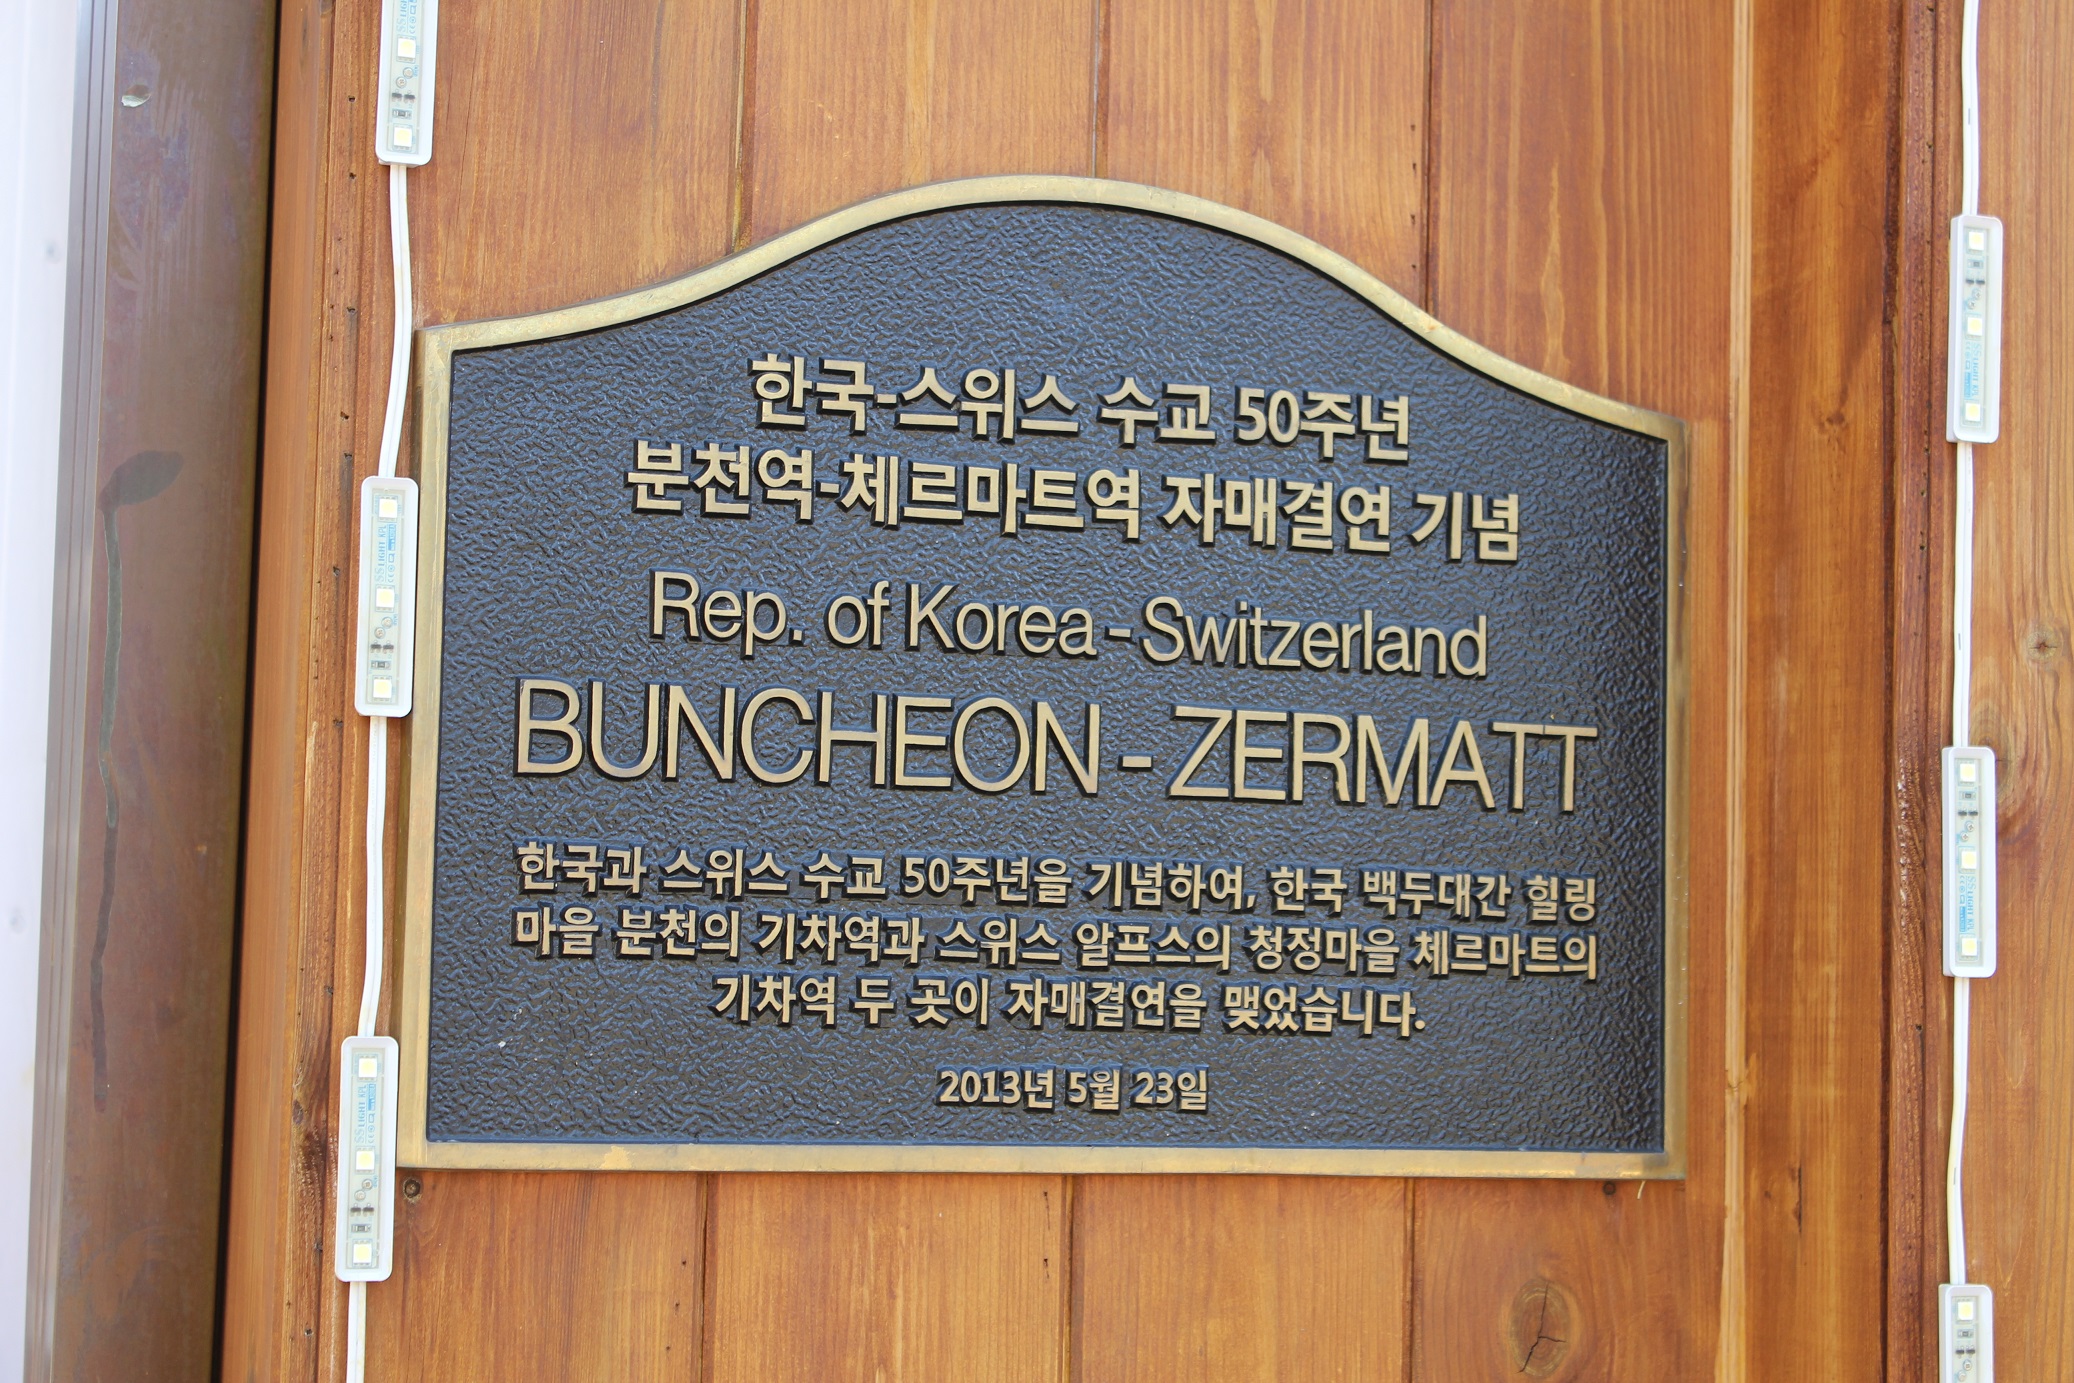 한국-스위스 수교 50주년
분천역-체르마트역 자매결연 기념
Rep. of Korea - Switzerland
BUNCHEON - ZERMATT
한국과 스위스 수교 50주년을 기념하여, 한국 백두대간 힐링
마을 분천의 기차역과 스위스 알프스의 청정마을 체르마트의
기차역 두 곳이 자매결연을 맺었습니다.
2013년 5월 23일